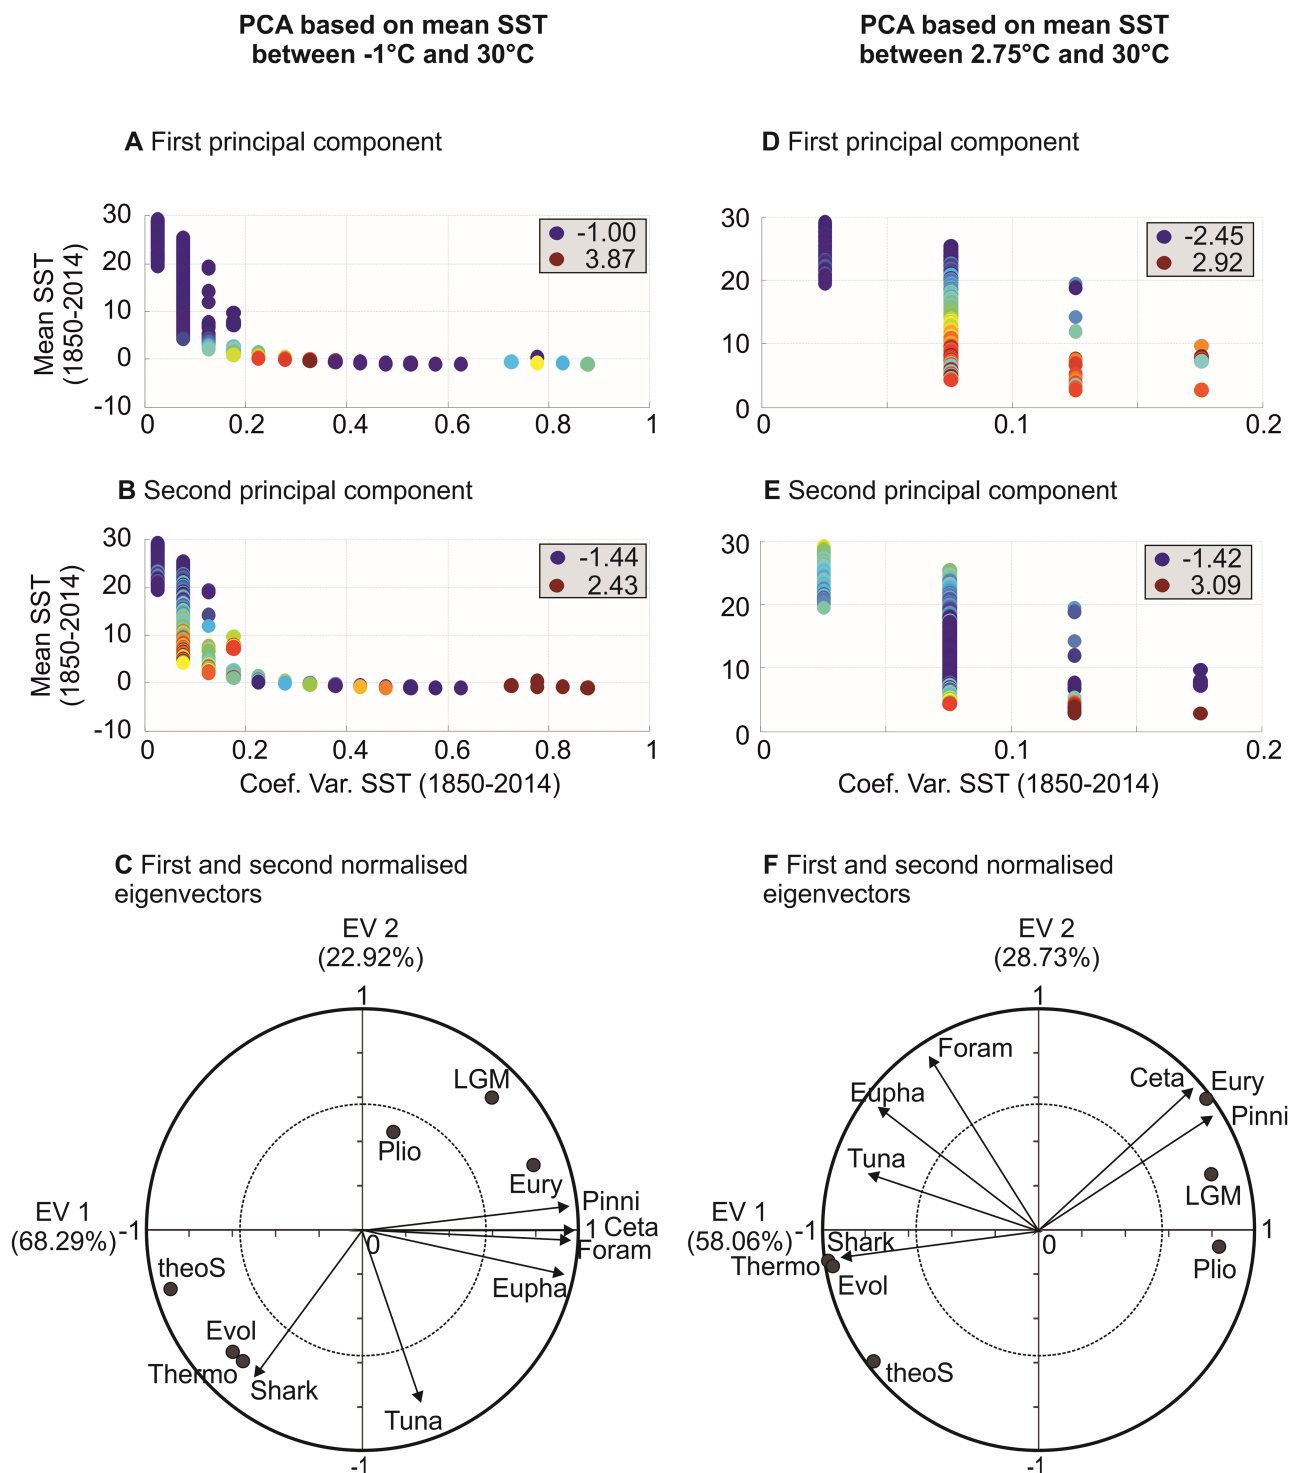 PCA based on mean SST
between -1°C and 30°C
A First principal component
30
20
10
0
-10
Mean SST
(1850-2014)
-1.00
3.87
0
0.2
0.4
0.6
0.8
1
B Second principal component
30
20
10
0
-10
Mean SST
(1850-2014)
-1.44
2.43
0
0.2
0.4
0.6
0.8
1
Coef. Var. SST (1850-2014)
C First and second normalised
eigenvectors
EV 2
(22.92%)
1
LGM
Plio
Eury
Pinni
EV 1
(68.29%)
-1
0
1
Ceta
Foram
theoS
Eupha
Evol
Thermo
Shark
Tuna
-1
PCA based on mean SST
between 2.75°C and 30°C
D First principal component
30
20
10
0
-2.45
2.92
0
0.1
0.2
E Second principal component
30
20
10
0
-1.42
3.09
0
0.1
0.2
Coef. Var. SST (1850-2014)
F First and second normalised
eigenvectors
EV 2
(28.73%)
1
Foram
Ceta
Eury
Eupha
Pinni
Tuna
LGM
EV 1
(58.06%)
-1
Shark
0
1
Thermo
Evol
Plio
theoS
-1